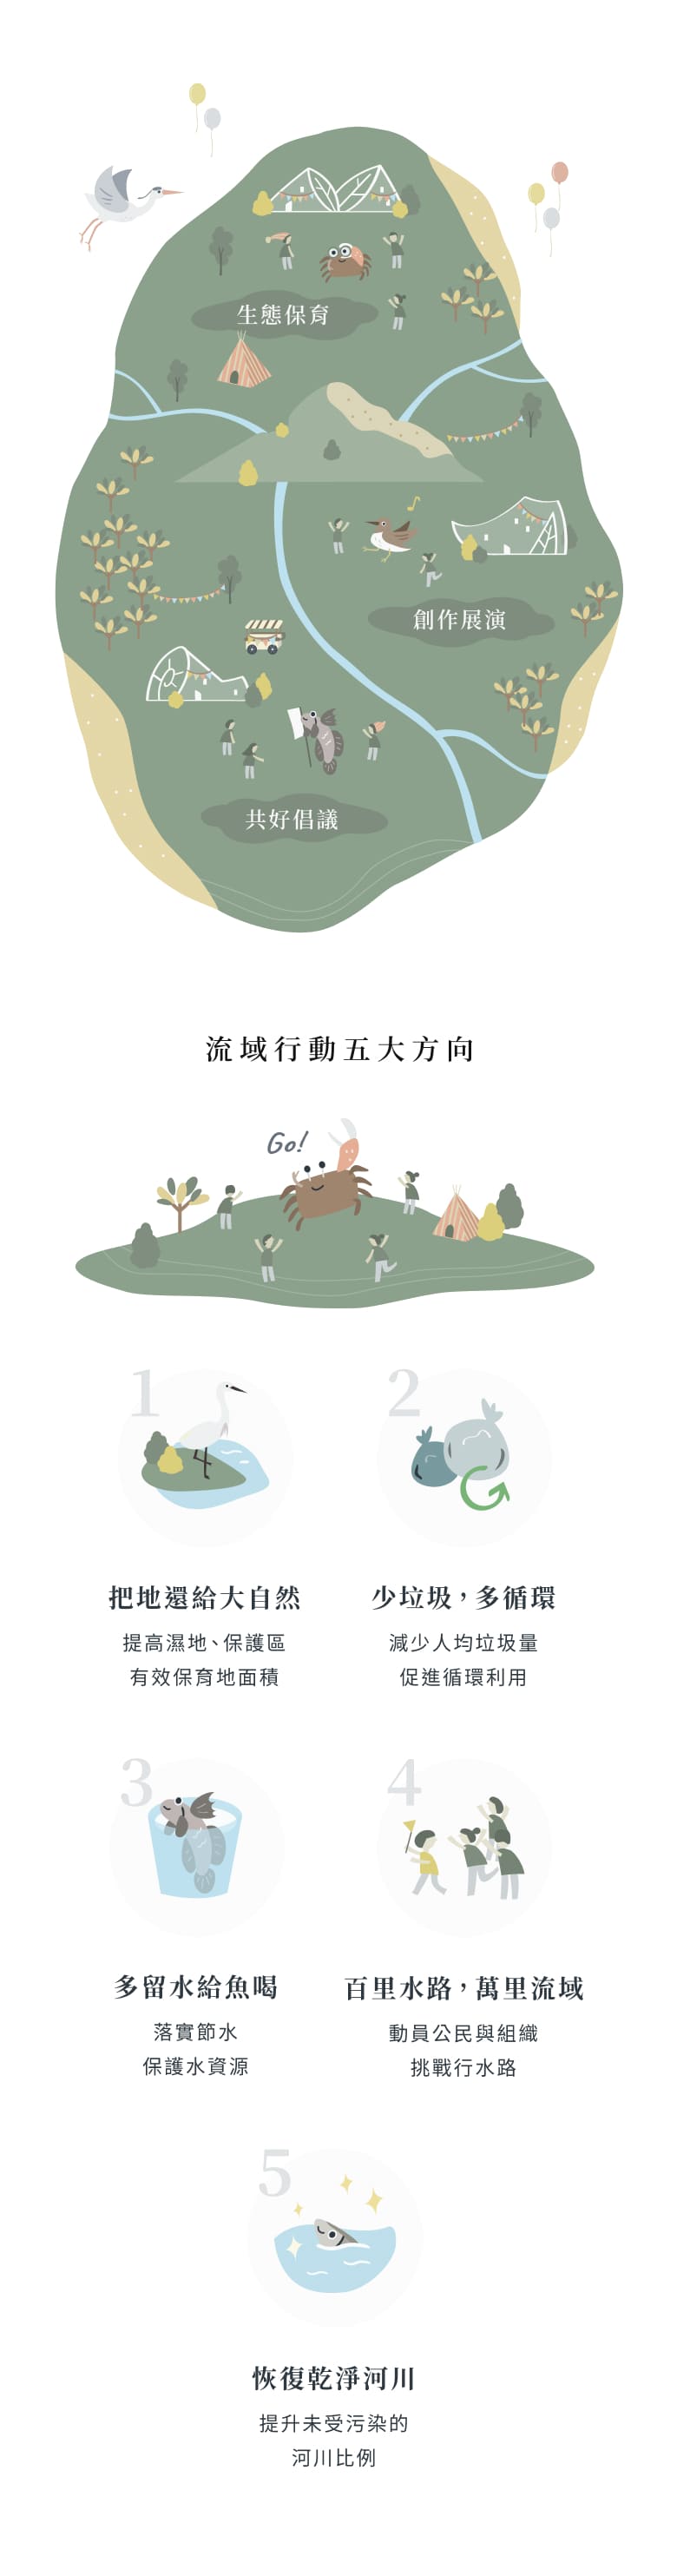 生態保育
創作展演
共好倡議
流域行動五大方向
Go!
1
2
把地還給大自然
提高濕地、保護區
有效保育地面積
少垃圾，多循環
減少人均垃圾量
促進循環利用
3
4
多留水給魚喝
落實節水
保護水資源
百里水路，萬里流域
動員公民與組織
挑戰行水路
5
恢復乾淨河川
提升未受污染的
河川比例